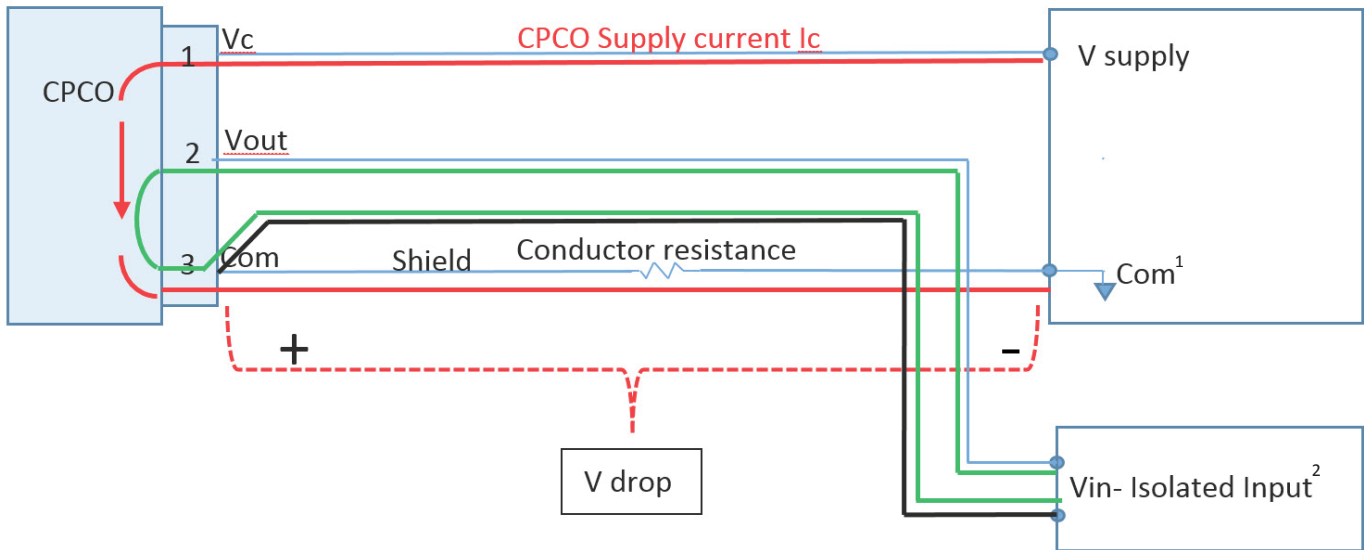 Vc
CPCO Supply current Ic
1
V supply
CPCO
2
Vout
3
Com
Shield
Conductor resistance
Com1
+
-
V drop
Vin- Isolated Input2